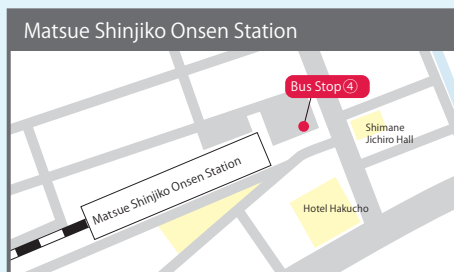 Matsue Shinjiko Onsen Station
Bus Stop④
Shimane
Jichiro Hall
Matsue Shinjiko Onsen Station
Hotel Hakucho